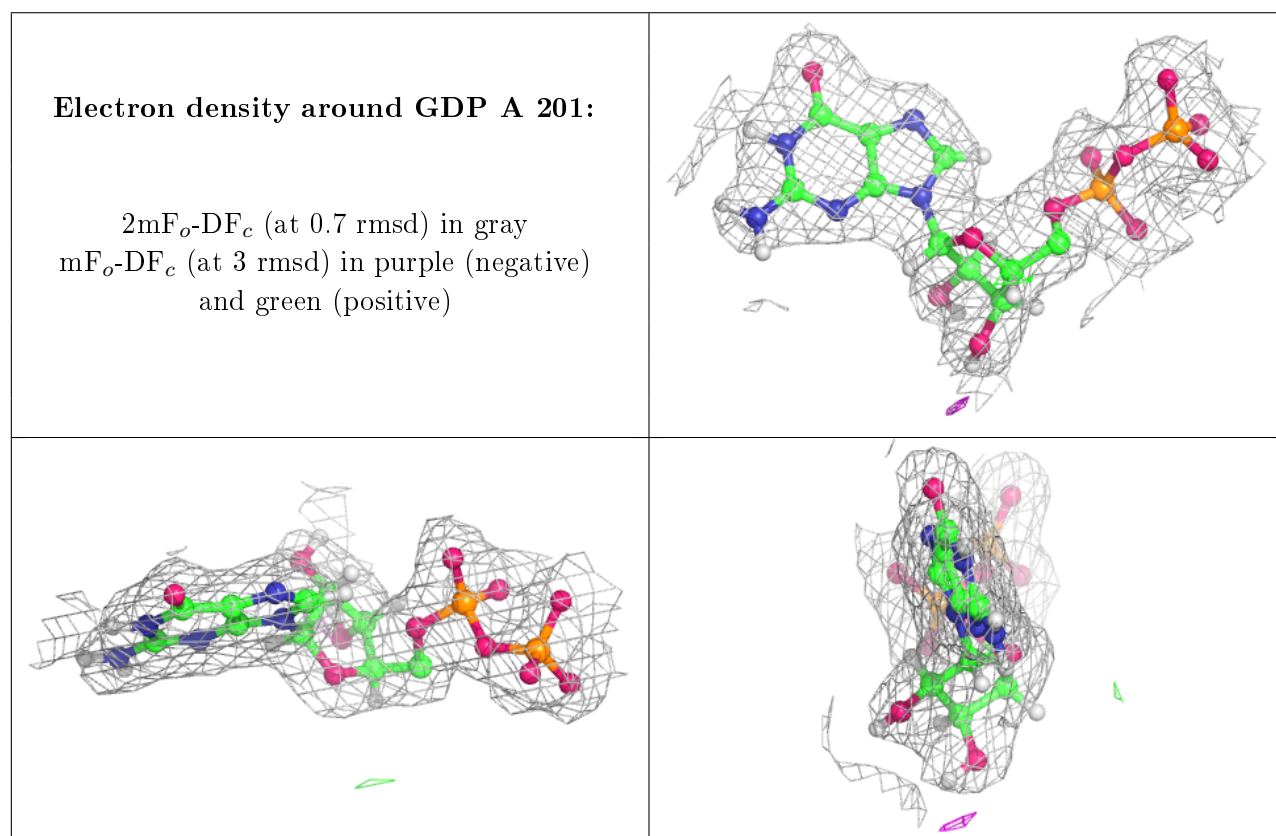 Electron density around GDP A 201:
2mFo-DFc (at 0.7 rmsd) in gray
mFo-DFc (at 3 rmsd) in purple (negative)
and green (positive)